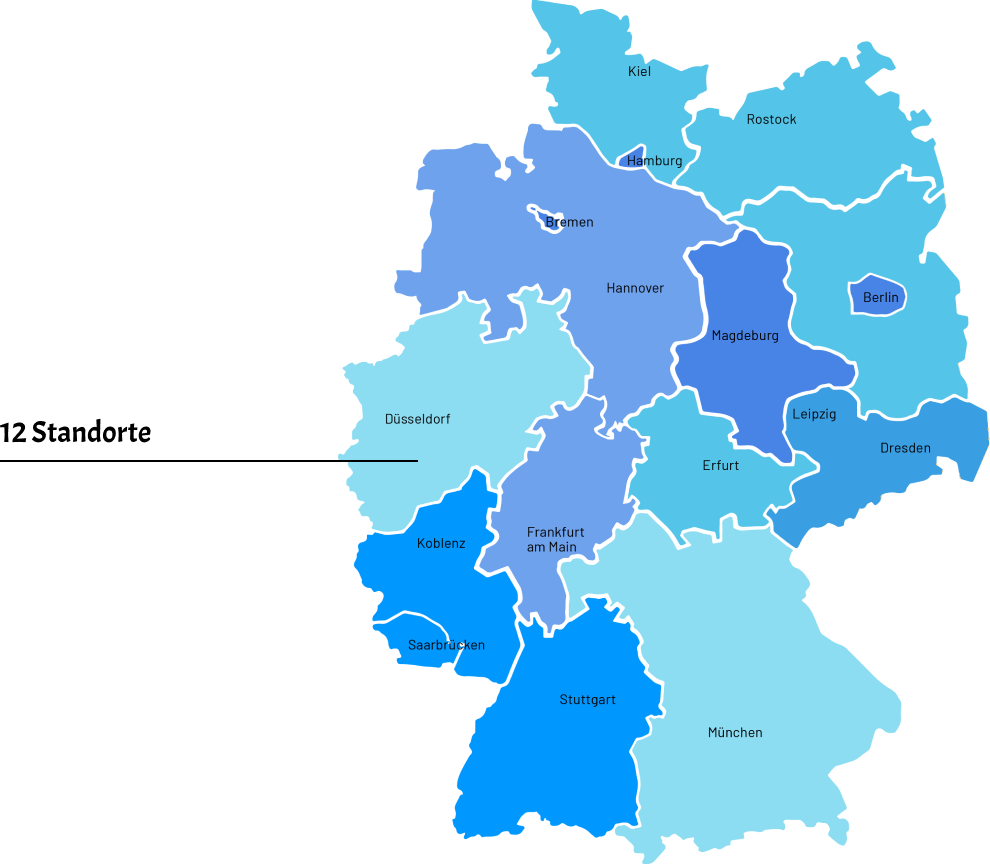 Kiel
Rostock
Hamburg
Bremen
Hannover
Berlin
Magdeburg
Leipzig
Düsseldorf
12 Standorte
Dresden
Erfurt
Frankfurt
am Main
Koblenz
Saarbrücken
Stuttgart
München